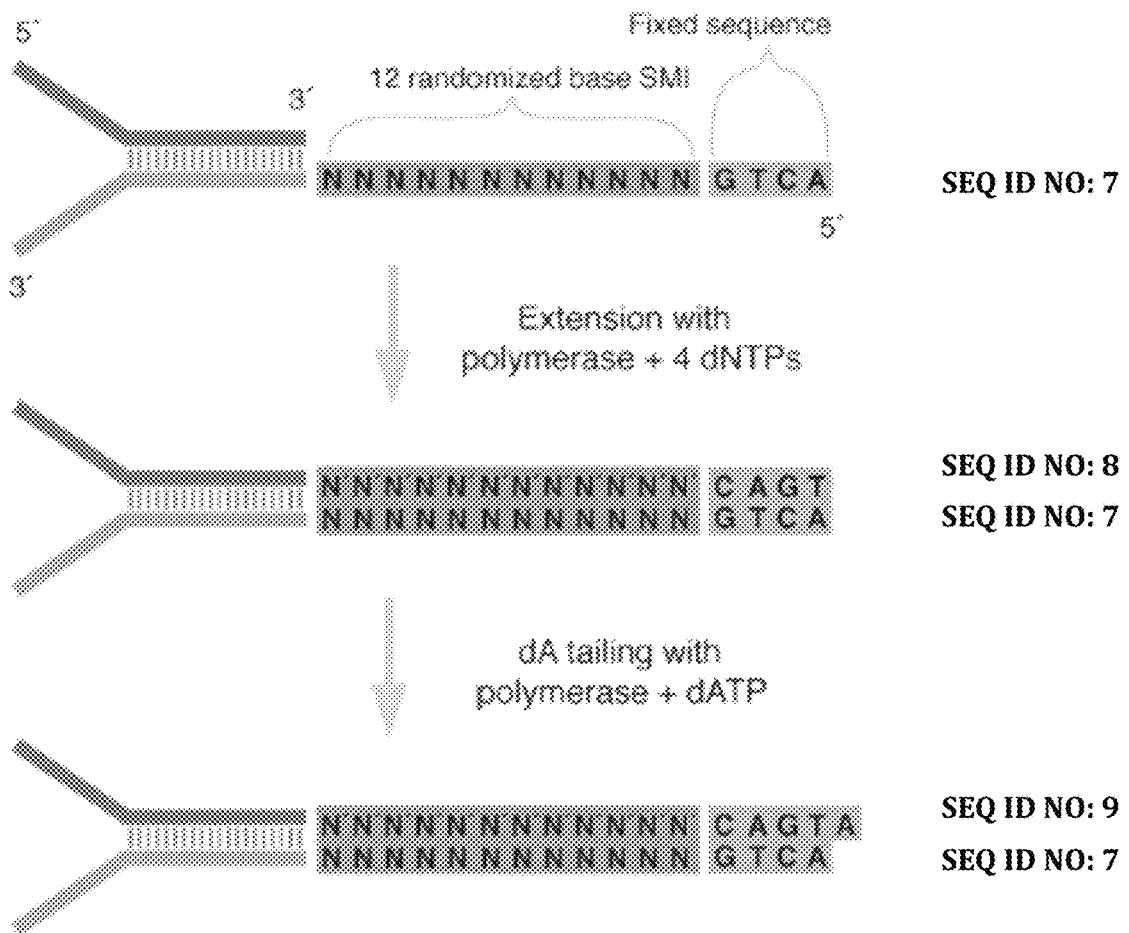 5´
Fixed sequence
12 randomized base SMI
3´
N N N N N N N N N N N N G T C A
SEQ ID NO: 7
5´
3´
Extension with
polymerase + 4 dNTPs
N N N N N N N N N N N N C A G T
SEQ ID NO: 8
N N N N N N N N N N N N G T C A
SEQ ID NO: 7
dA tailing with
polymerase + dATP
N N N N N N N N N N N N C A G T A
SEQ ID NO: 9
N N N N N N N N N N N N G T C A
SEQ ID NO: 7